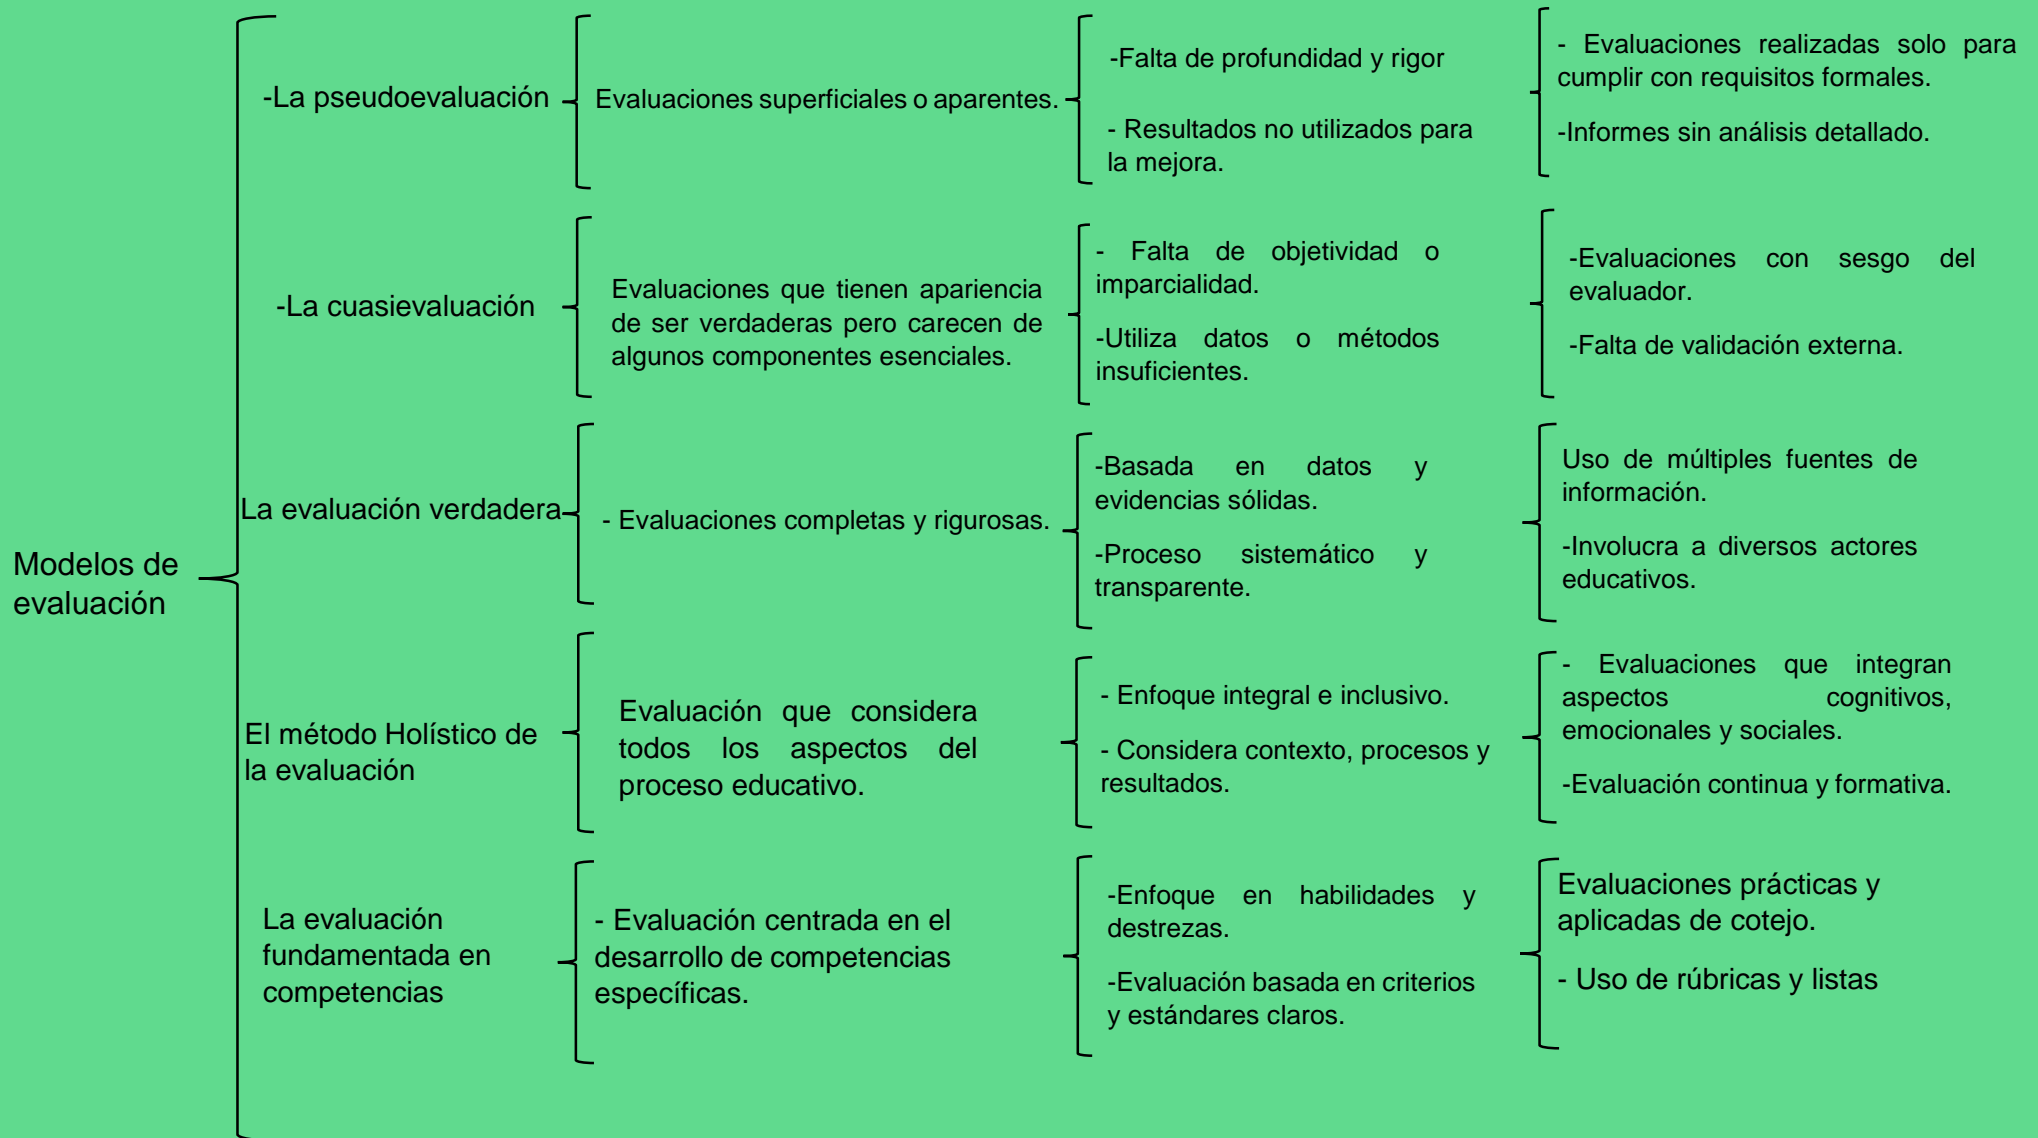 Modelos de
evaluación
-La pseudoevaluación
Evaluaciones superficiales o aparentes.
-Falta de profundidad y rigor
- Resultados no utilizados para
la mejora.
- Evaluaciones realizadas solo para
cumplir con requisitos formales.
-Informes sin análisis detallado.
-La cuasievaluación
Evaluaciones que tienen apariencia
de ser verdaderas pero carecen de
algunos componentes esenciales.
- Falta de objetividad o
imparcialidad.
-Utiliza datos o métodos
insuficientes.
-Evaluaciones con sesgo del
evaluador.
-Falta de validación externa.
La evaluación verdadera
- Evaluaciones completas y rigurosas.
-Basada en datos y
evidencias sólidas.
-Proceso sistemático y
transparente.
Uso de múltiples fuentes de
información.
-Involucra a diversos actores
educativos.
El método Holístico de
la evaluación
Evaluación que considera
todos los aspectos del
proceso educativo.
- Enfoque integral e inclusivo.
- Considera contexto, procesos y
resultados.
- Evaluaciones que integran
aspectos cognitivos,
emocionales y sociales.
-Evaluación continua y formativa.
La evaluación
fundamentada en
competencias
- Evaluación centrada en el
desarrollo de competencias
específicas.
-Enfoque en habilidades y
destrezas.
-Evaluación basada en criterios
y estándares claros.
Evaluaciones prácticas y
aplicadas de cotejo.
- Uso de rúbricas y listas